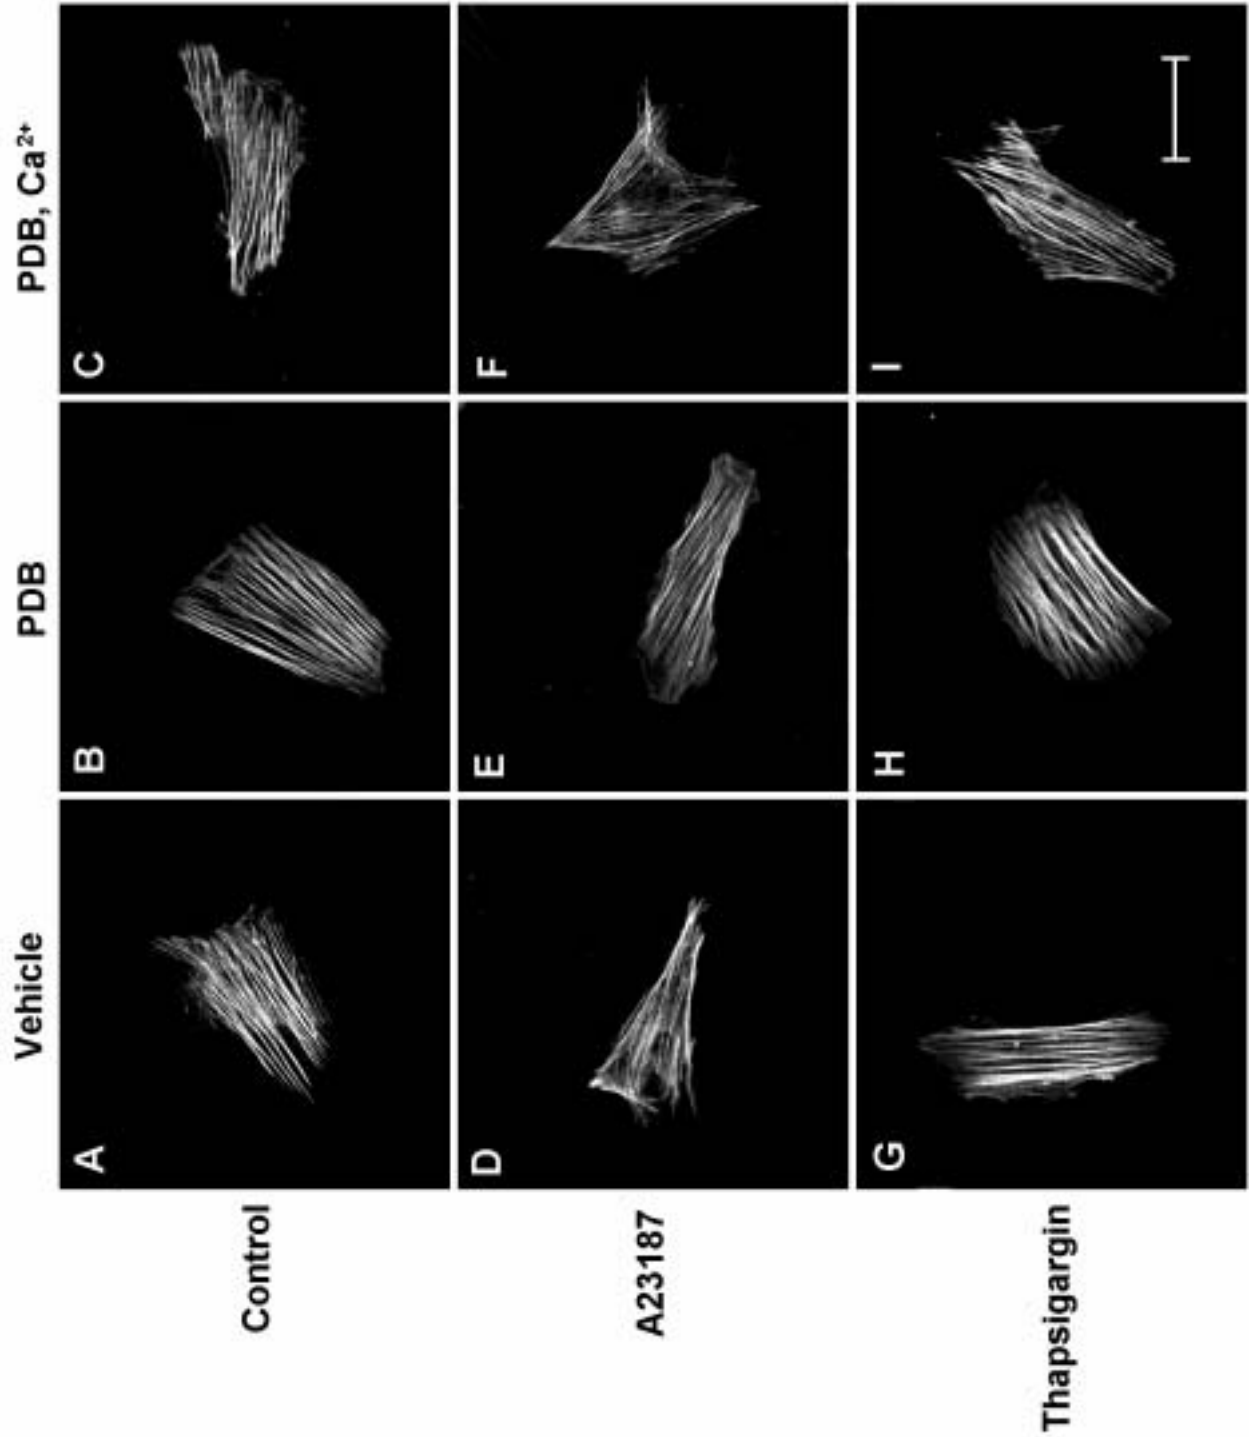 Vehicle
PDB
PDB, Ca²⁺
Control
A
B
C
A23187
D
E
F
Thapsigargin
G
H
I